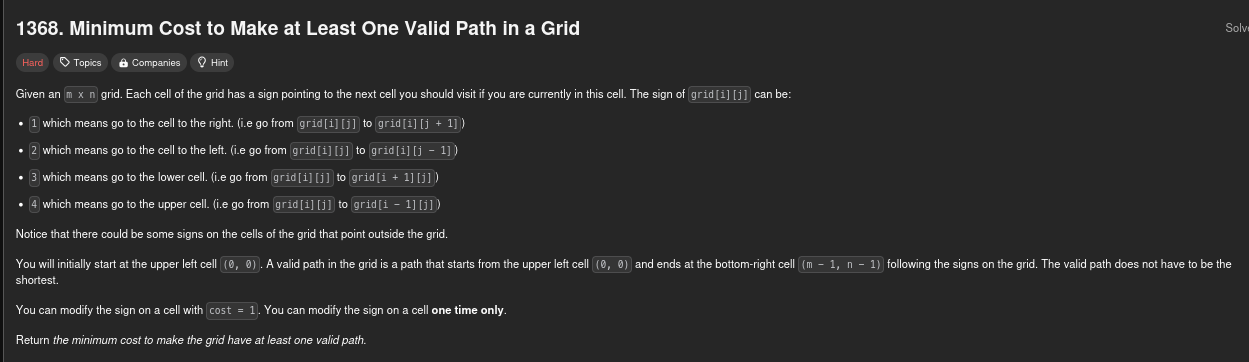 1368. Minimum Cost to Make at Least One Valid Path in a Grid
Solve
Hard Topics Companies Hint
Given an m x n grid. Each cell of the grid has a sign pointing to the next cell you should visit if you are currently in this cell. The sign of grid[i][j] can be:
• 1 which means go to the cell to the right. (i.e go from grid[i][j] to grid[i][j + 1])
• 2 which means go to the cell to the left. (i.e go from grid[i][j] to grid[i][j - 1])
• 3 which means go to the lower cell. (i.e go from grid[i][j] to grid[i + 1][j])
• 4 which means go to the upper cell. (i.e go from grid[i][j] to grid[i - 1][j])
Notice that there could be some signs on the cells of the grid that point outside the grid.
You will initially start at the upper left cell (0, 0). A valid path in the grid is a path that starts from the upper left cell (0, 0) and ends at the bottom-right cell (m - 1, n - 1) following the signs on the grid. The valid path does not have to be the
shortest.
You can modify the sign on a cell with cost = 1. You can modify the sign on a cell one time only.
Return the minimum cost to make the grid have at least one valid path.